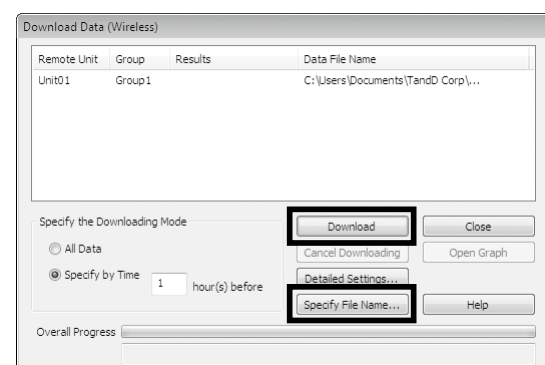 Download Data (Wireless)
Remote Unit Group Results Data File Name
Unit01 Group1 C:\Users\Documents\TandD Corp\...
Specify the Downloading Mode
Download Close
All Data
Cancel Downloading Open Graph
Specify by Time 1 hour(s) before
Detailed Settings...
Specify File Name... Help
Overall Progress